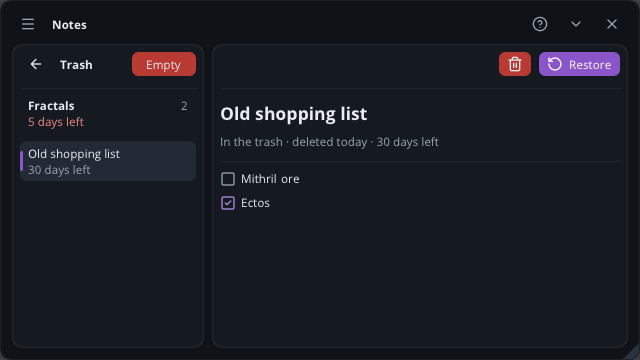 Notes
Trash
Empty
Fractals 2
5 days left
Old shopping list
30 days left
Restore
Old shopping list
In the trash · deleted today · 30 days left
Mithril ore
Ectos